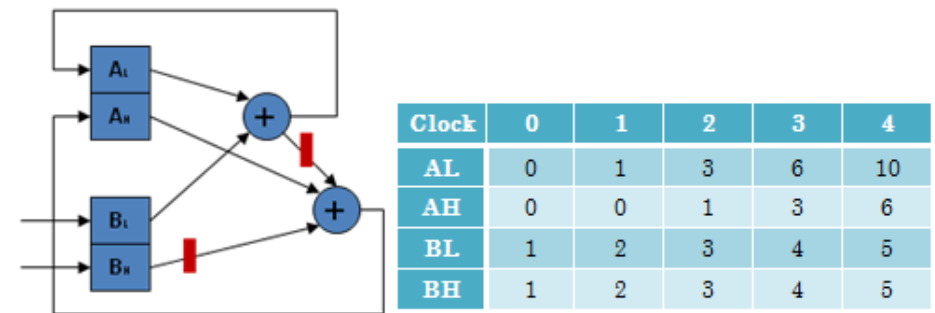 AL
AH
+
BL
BH
+
Clock 0 1 2 3 4
AL 0 1 3 6 10
AH 0 0 1 3 6
BL 1 2 3 4 5
BH 1 2 3 4 5